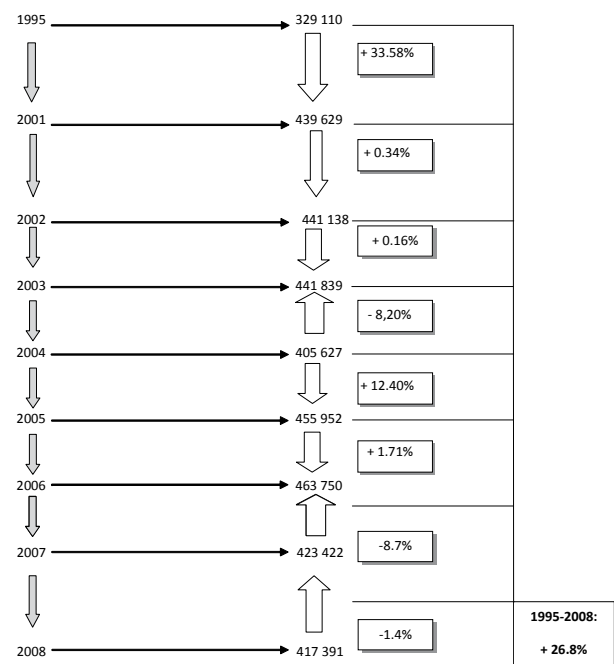 1995 329 110
+ 33.58%
2001 439 629
+ 0.34%
2002 441 138
+ 0.16%
2003 441 839
- 8,20%
2004 405 627
+ 12.40%
2005 455 952
+ 1.71%
2006 463 750
-8.7%
2007 423 422
-1.4%
1995-2008:
+ 26.8%
2008 417 391